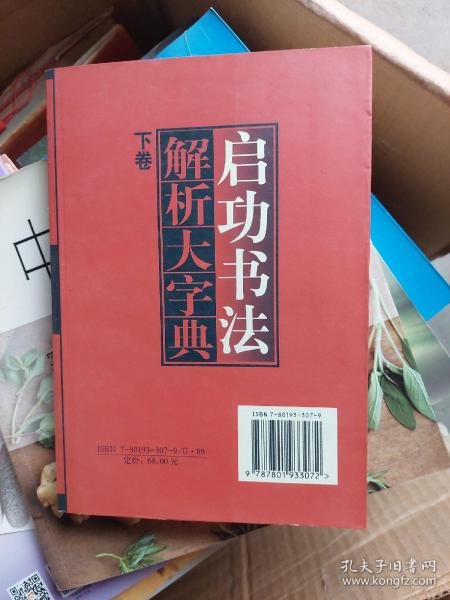 启功书法
解析大字典
下卷
ISBN 7-80193-307-9
9 787801 933072 >
ISBN 7-80193-307-9/G·89
定价：68.00元
中
孔夫子旧书网
www.kongfz.com